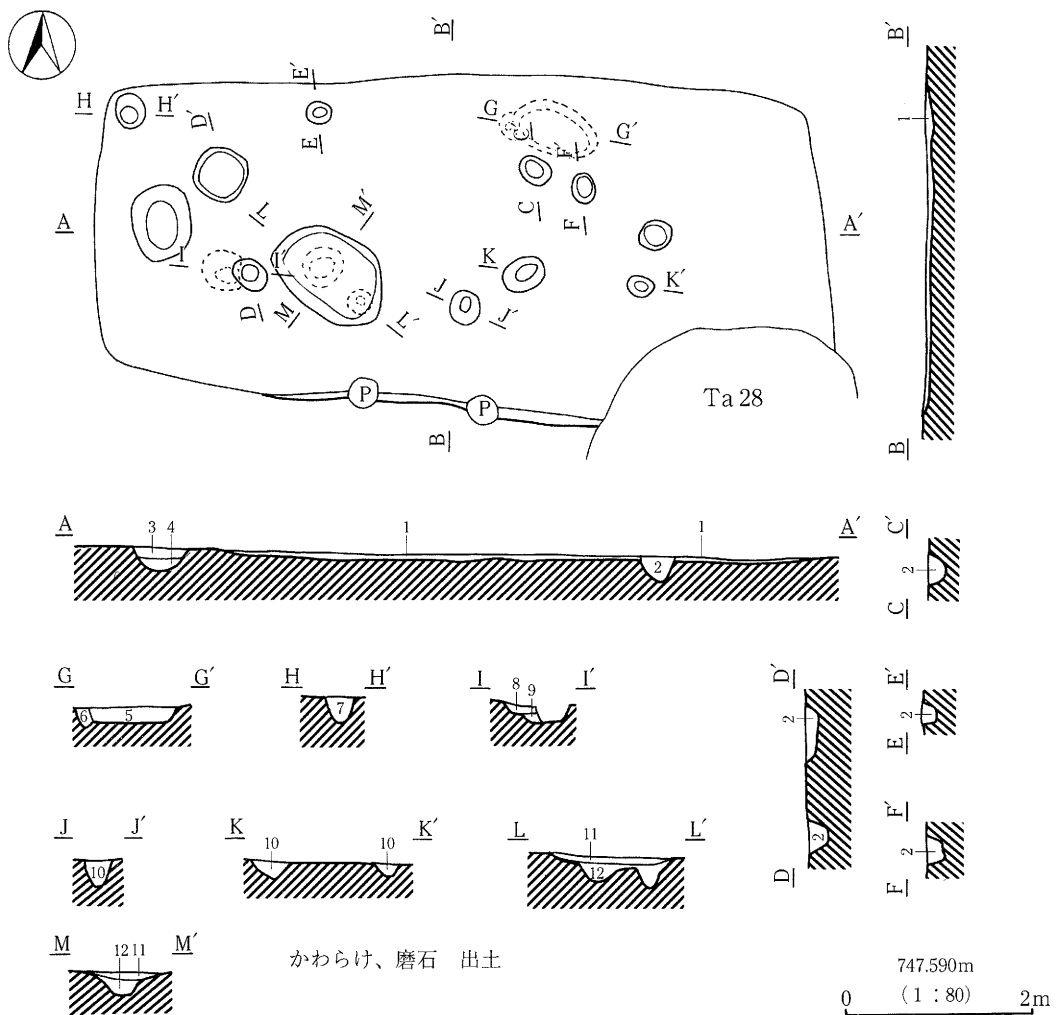 B B′
H H′ D′ E′ E G G′ C′ F′
A I I′ L M′ C F A′
D M L′ K K′ J J′
P P Ta 28
B
B′ 1 B
A 3 4 1 2 1 A′
C′ 2 C
G 6 5 G′ H 7 H′ I 8 9 I′
D′ 2 2 D
E′ 2 E
J 10 J′ K 10 10 K′ L 11 12 L′
F′ 2 F
M 12 11 M′
かわらけ、磨石 出土
747.590m
(1:80)
0 2m